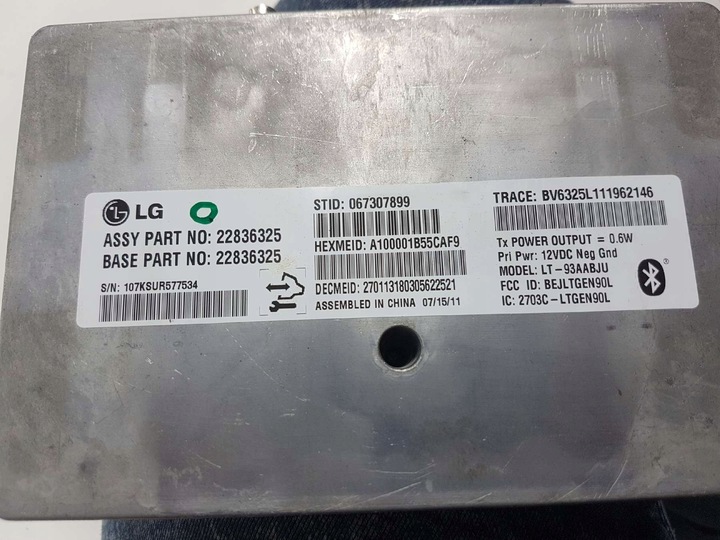 LG
ASSY PART NO: 22836325
BASE PART NO: 22836325
S/N: 107KSUR577534
STID: 067307899
HEXMEID: A100001B55CAF9
DECMEID: 270113180305622521
ASSEMBLED IN CHINA 07/15/11
TRACE: BV6325L111962146
Tx POWER OUTPUT = 0.6W
Pri Pwr: 12VDC Neg Gnd
MODEL: LT-93AABJU
FCC ID: BEJLTGEN90L
IC: 2703C-LTGEN90L